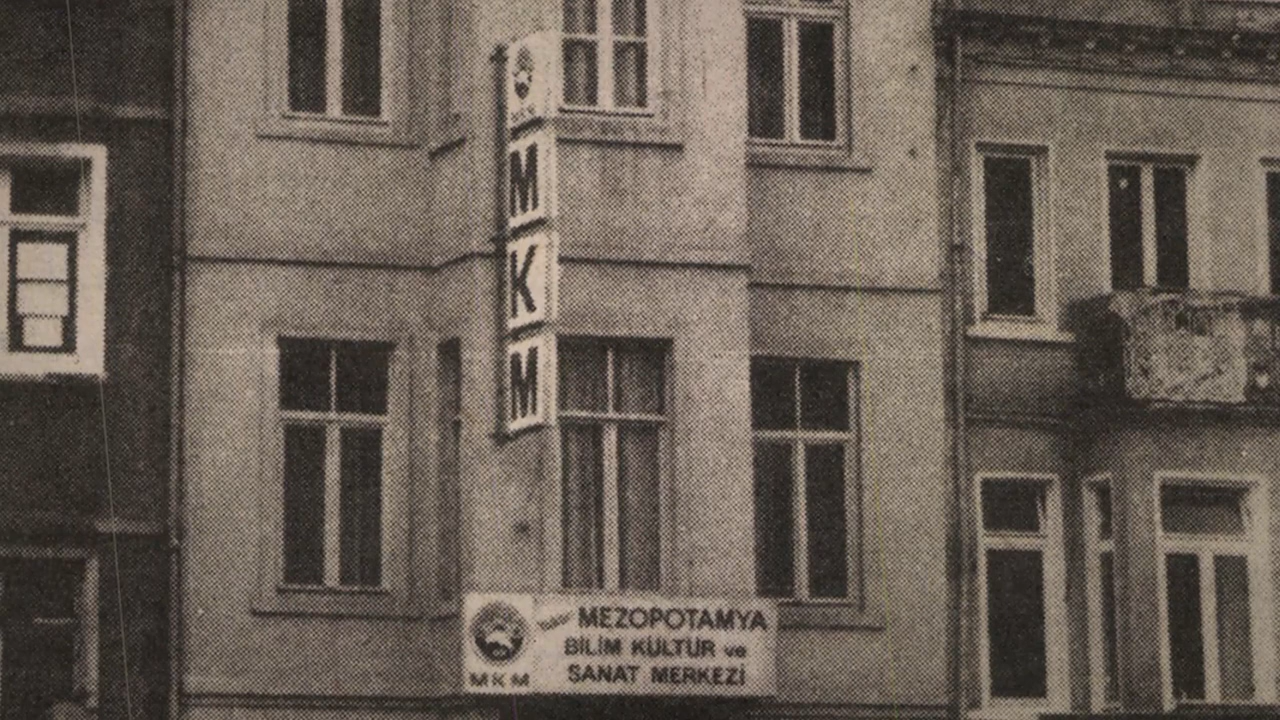 M
K
M
MEZOPOTAMYA
BİLİM KÜLTÜR ve
SANAT MERKEZİ
MKM